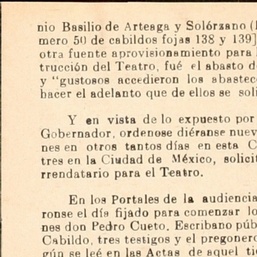 nio Basilio de Arteaga y Solórzano (
mero 50 de cabildos fojas 138 y 139]
otra fuente aprovisionamiento para
trucción del Teatro, fué el abasto d
y “gustosos accedieron los abastec
hacer el adelanto que de ellos se soli
Y en vista de lo expuesto por
Gobernador, ordenose diéranse nuev
nes en otros tantos días en esta C
tres en la Ciudad de México, solicit
rrendatario para el Teatro.
En los Portales de la audiencia
ronse el día fijado para comenzar lo
nes don Pedro Cueto, Escribano púb
Cabildo, tres testigos y el pregonero
gún se leé en las Actas de aquel tie